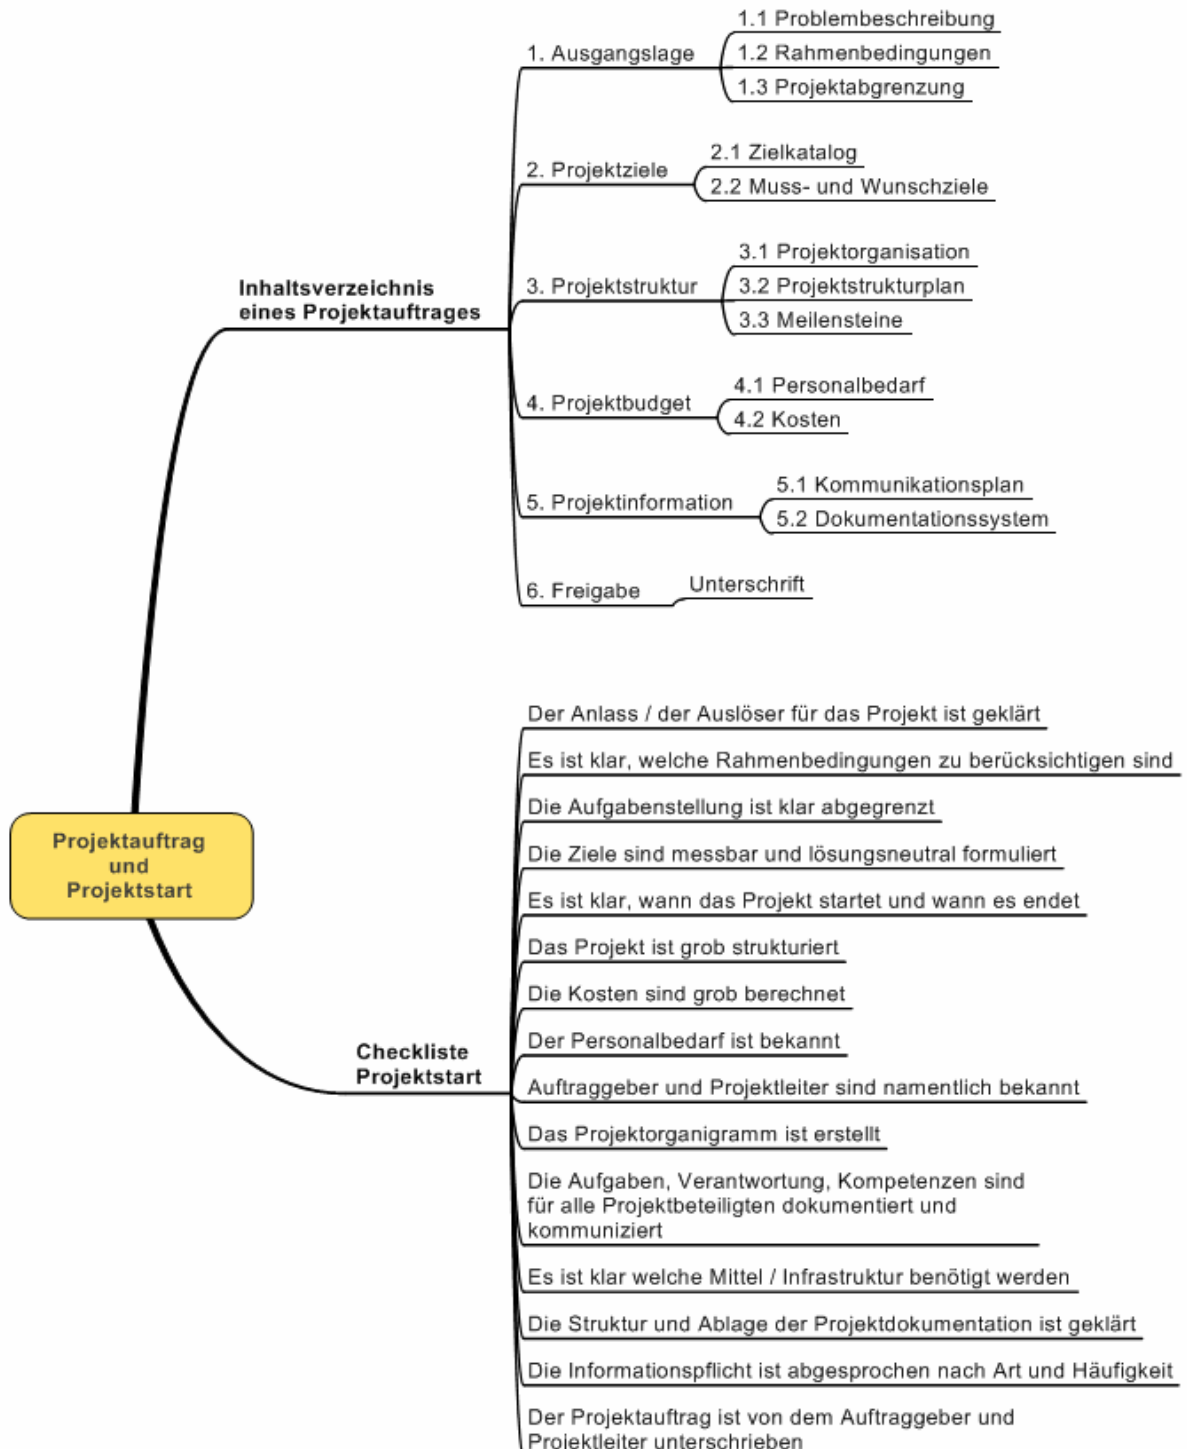 Projektauftrag
und
Projektstart
Inhaltsverzeichnis
eines Projektauftrages
1. Ausgangslage
1.1 Problembeschreibung
1.2 Rahmenbedingungen
1.3 Projektabgrenzung
2. Projektziele
2.1 Zielkatalog
2.2 Muss- und Wunschziele
3. Projektstruktur
3.1 Projektorganisation
3.2 Projektstrukturplan
3.3 Meilensteine
4. Projektbudget
4.1 Personalbedarf
4.2 Kosten
5. Projektinformation
5.1 Kommunikationsplan
5.2 Dokumentationssystem
6. Freigabe
Unterschrift
Checkliste
Projektstart
Der Anlass / der Auslöser für das Projekt ist geklärt
Es ist klar, welche Rahmenbedingungen zu berücksichtigen sind
Die Aufgabenstellung ist klar abgegrenzt
Die Ziele sind messbar und lösungsneutral formuliert
Es ist klar, wann das Projekt startet und wann es endet
Das Projekt ist grob strukturiert
Die Kosten sind grob berechnet
Der Personalbedarf ist bekannt
Auftraggeber und Projektleiter sind namentlich bekannt
Das Projektorganigramm ist erstellt
Die Aufgaben, Verantwortung, Kompetenzen sind
für alle Projektbeteiligten dokumentiert und
kommuniziert
Es ist klar welche Mittel / Infrastruktur benötigt werden
Die Struktur und Ablage der Projektdokumentation ist geklärt
Die Informationspflicht ist abgesprochen nach Art und Häufigkeit
Der Projektauftrag ist von dem Auftraggeber und
Projektleiter unterschrieben